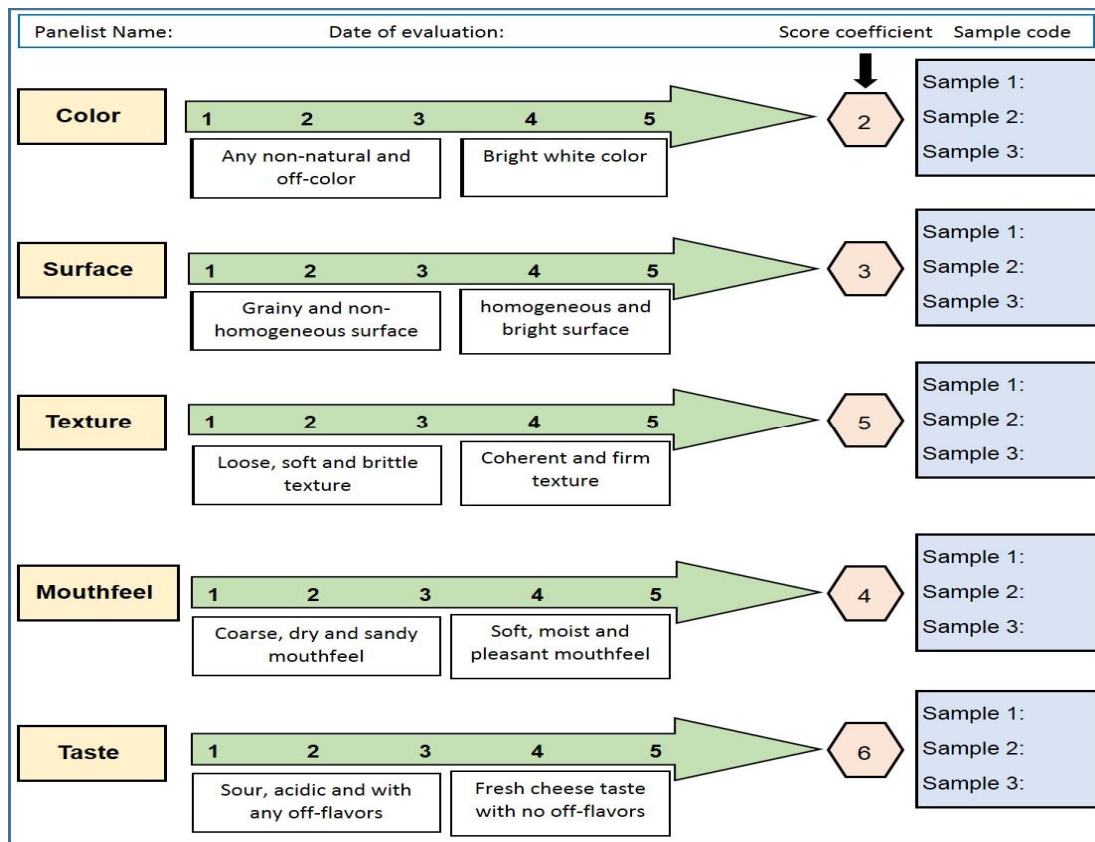 Panelist Name: Date of evaluation: Score coefficient Sample code
Color
1 2 3 4 5
Any non-natural and
off-color
Bright white color
2
Sample 1:
Sample 2:
Sample 3:
Surface
1 2 3 4 5
Grainy and non-
homogeneous surface
homogeneous and
bright surface
3
Sample 1:
Sample 2:
Sample 3:
Texture
1 2 3 4 5
Loose, soft and brittle
texture
Coherent and firm
texture
5
Sample 1:
Sample 2:
Sample 3:
Mouthfeel
1 2 3 4 5
Coarse, dry and sandy
mouthfeel
Soft, moist and
pleasant mouthfeel
4
Sample 1:
Sample 2:
Sample 3:
Taste
1 2 3 4 5
Sour, acidic and with
any off-flavors
Fresh cheese taste
with no off-flavors
6
Sample 1:
Sample 2:
Sample 3: